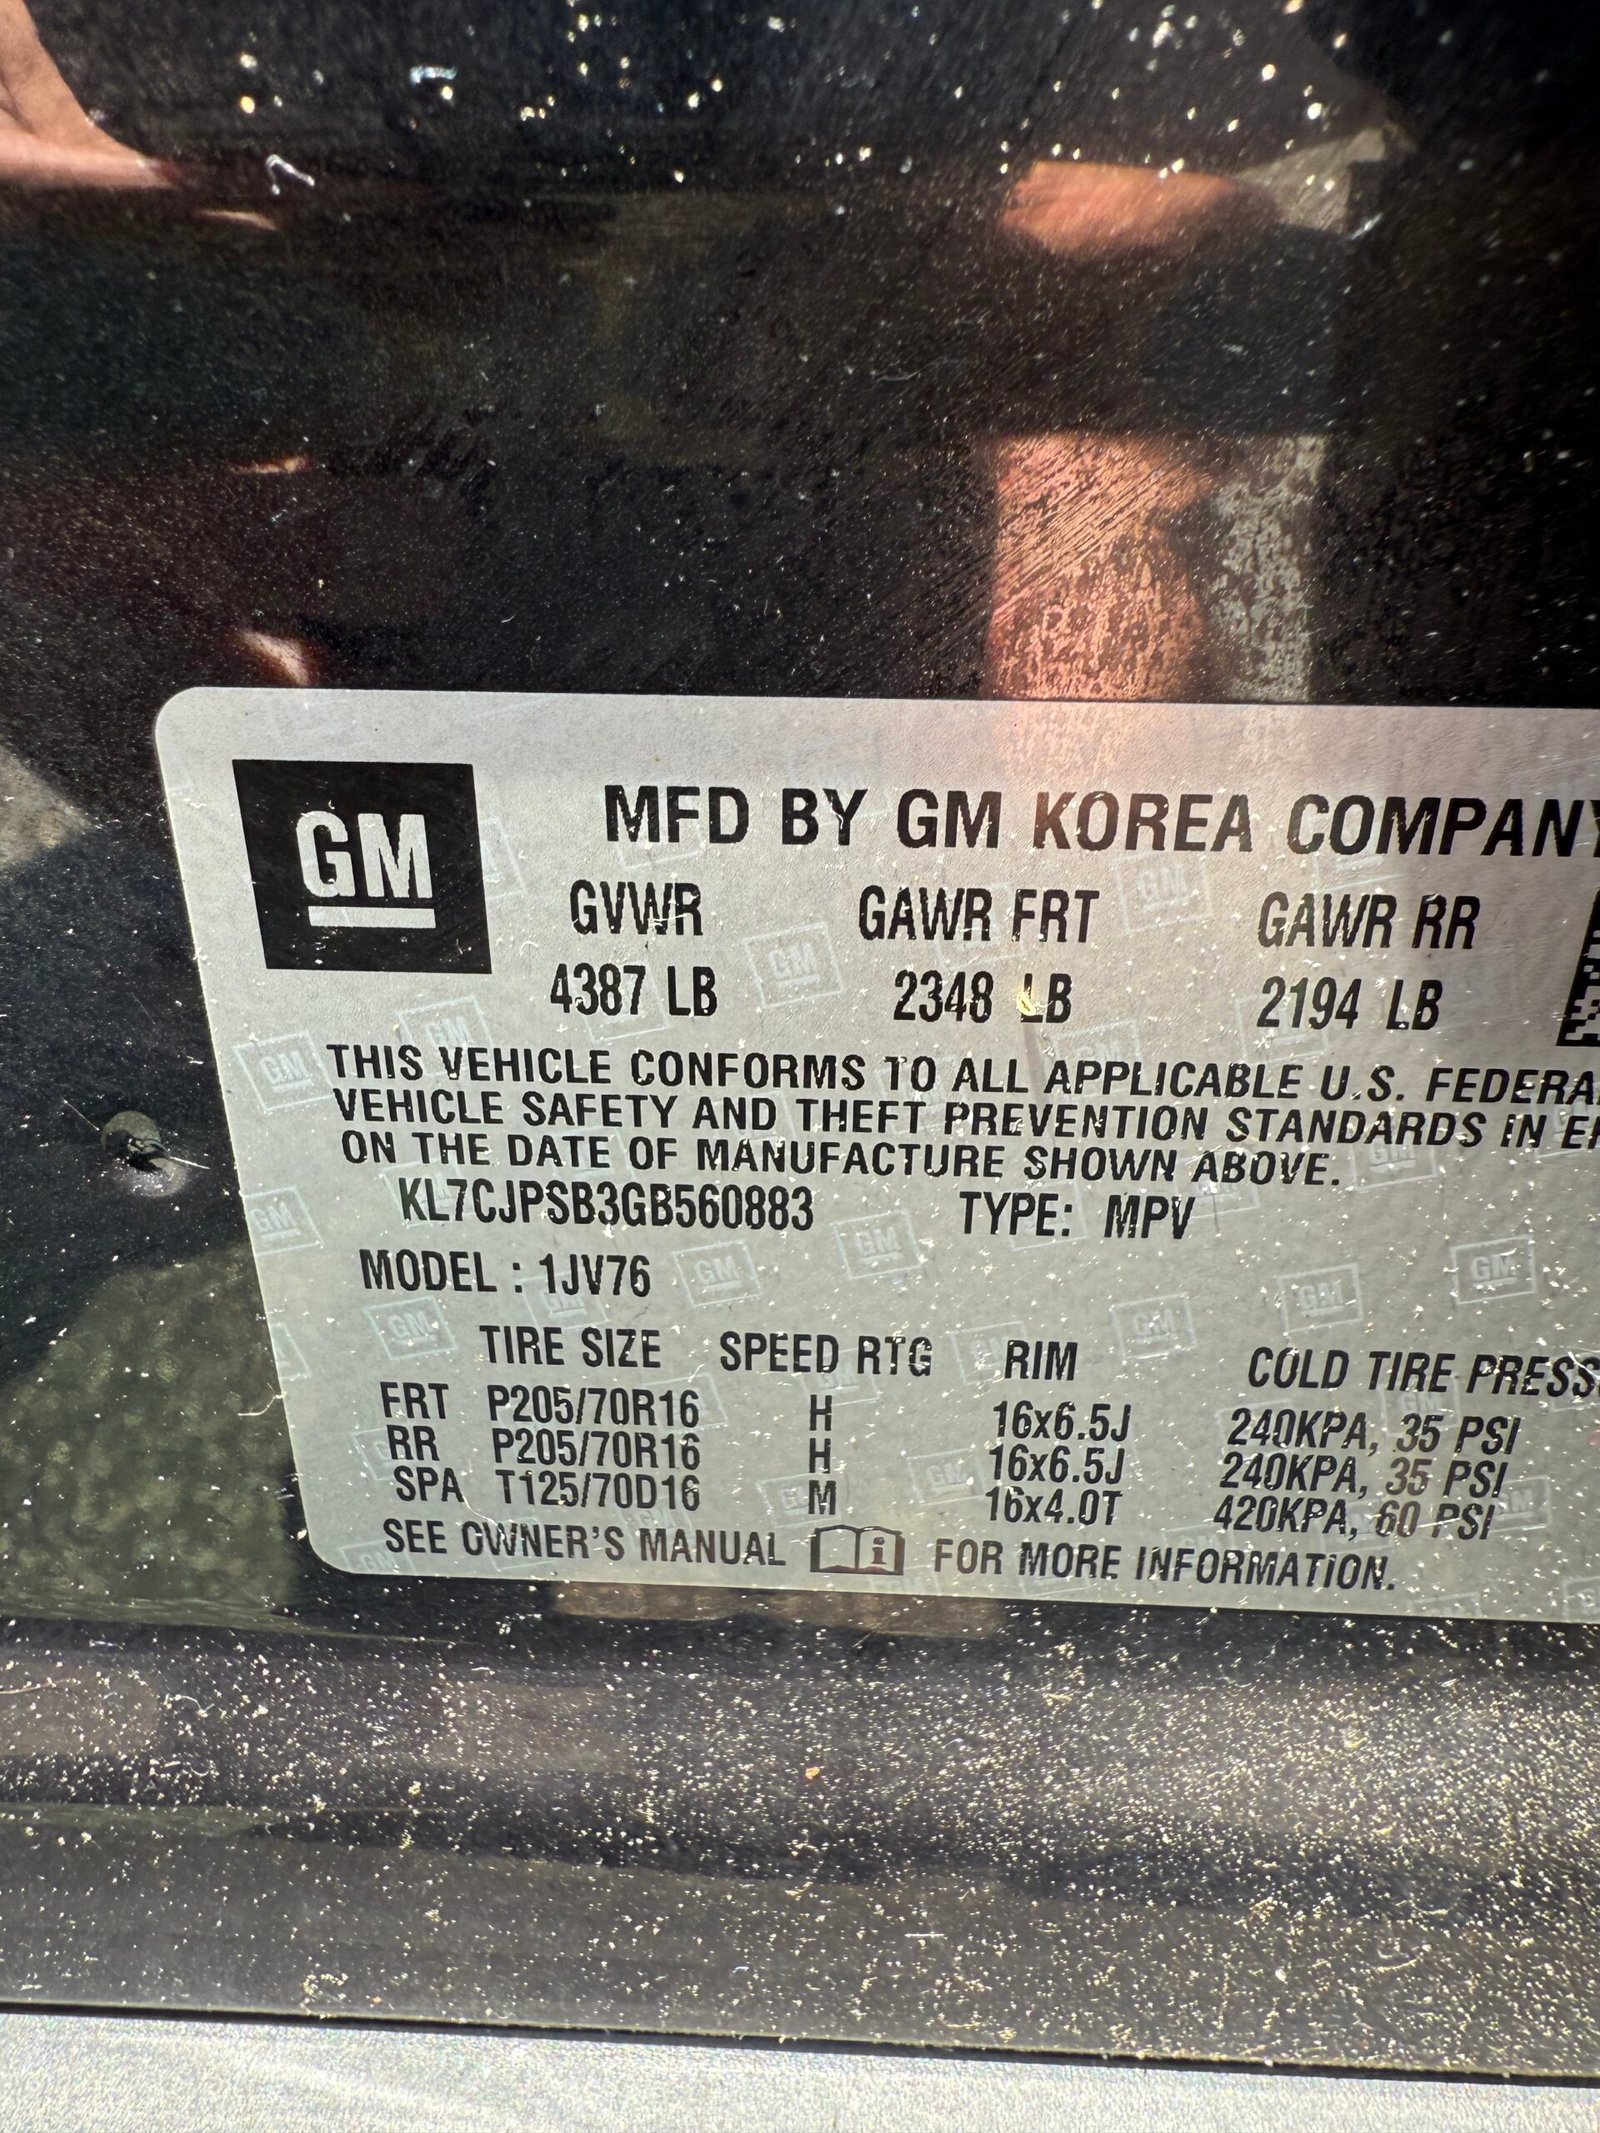 GM
MFD BY GM KOREA COMPANY
GVWR GAWR FRT GAWR RR
4387 LB 2348 LB 2194 LB
THIS VEHICLE CONFORMS TO ALL APPLICABLE U.S. FEDERA
VEHICLE SAFETY AND THEFT PREVENTION STANDARDS IN
ON THE DATE OF MANUFACTURE SHOWN ABOVE.
KL7CJPSB3GB560883 TYPE: MPV
MODEL : 1JV76
TIRE SIZE SPEED RTG RIM COLD TIRE PRESS
FRT P205/70R16 H 16x6.5J 240KPA, 35 PSI
RR P205/70R16 H 16x6.5J 240KPA, 35 PSI
SPA T125/70D16 M 16x4.0T 420KPA, 60 PSI
SEE OWNER'S MANUAL i FOR MORE INFORMATION.